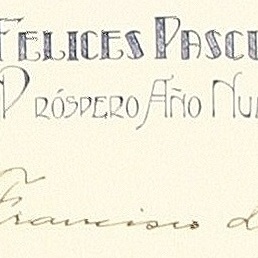 FELICES PASCU
PRÓSPERO AÑO NU
Francisco d